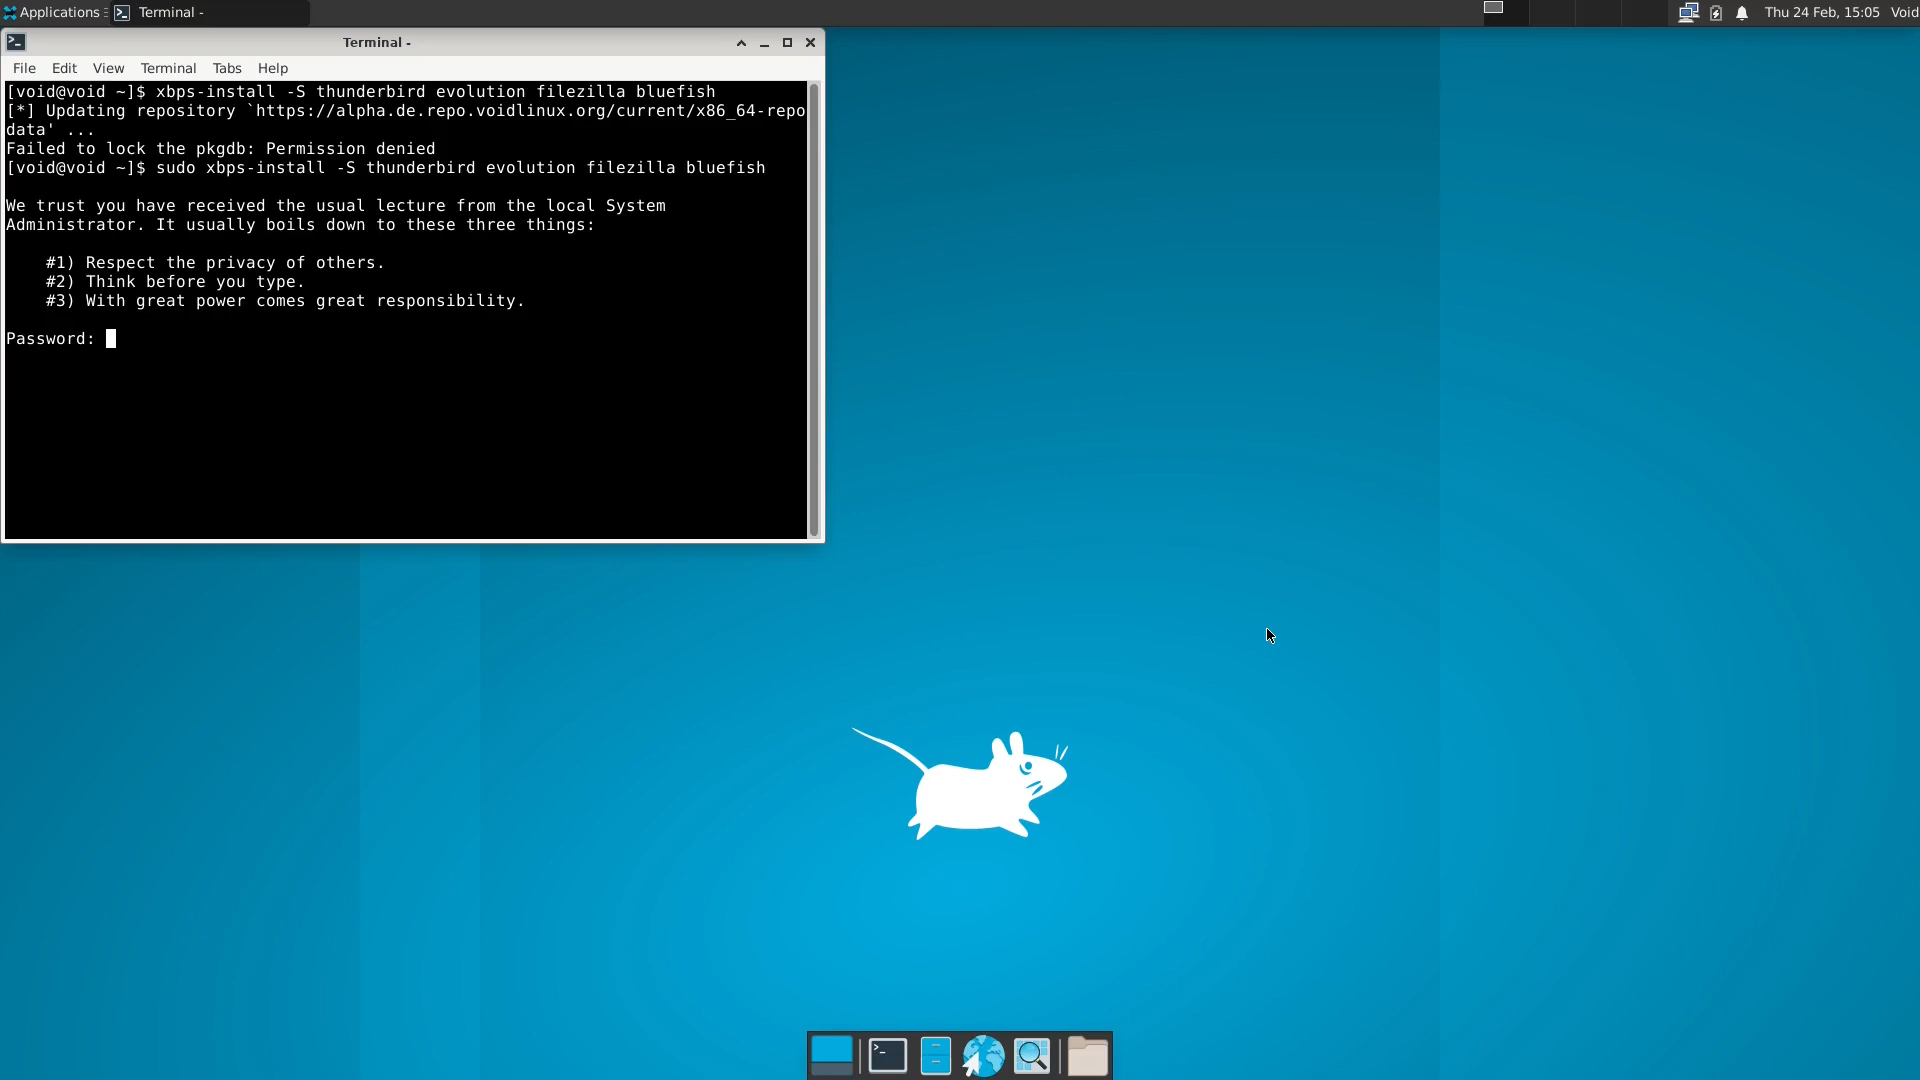 Applications
Terminal -
Thu 24 Feb, 15:05
Void
Terminal -
File Edit View Terminal Tabs Help
[void@void ~]$ xbps-install -S thunderbird evolution filezilla bluefish
[*] Updating repository `https://alpha.de.repo.voidlinux.org/current/x86_64-repo
data' ...
Failed to lock the pkgdb: Permission denied
[void@void ~]$ sudo xbps-install -S thunderbird evolution filezilla bluefish
We trust you have received the usual lecture from the local System
Administrator. It usually boils down to these three things:
#1) Respect the privacy of others.
#2) Think before you type.
#3) With great power comes great responsibility.
Password: